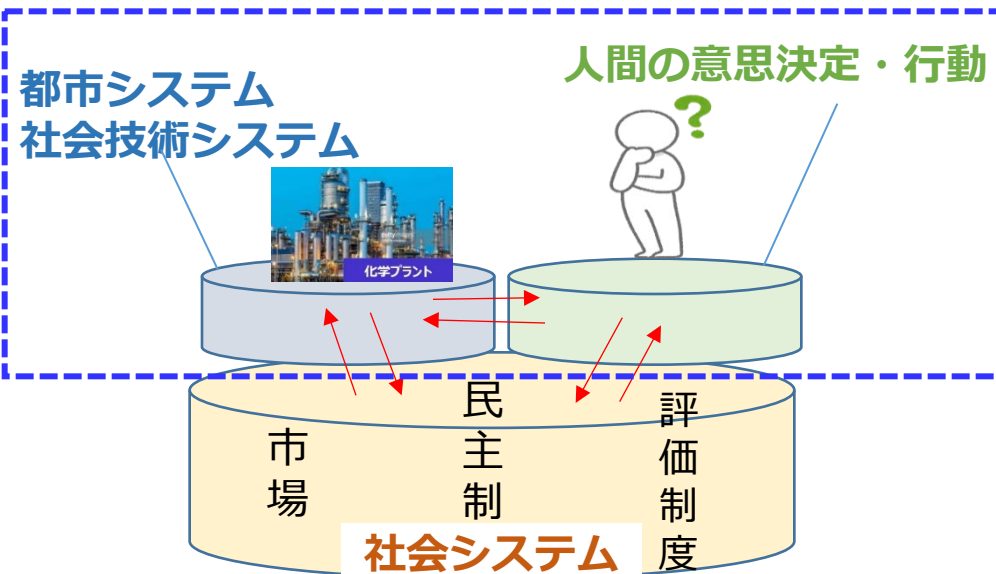 都市システム
社会技術システム
人間の意思決定・行動
?
化学プラント
市場
民主制
評価制度
社会システム